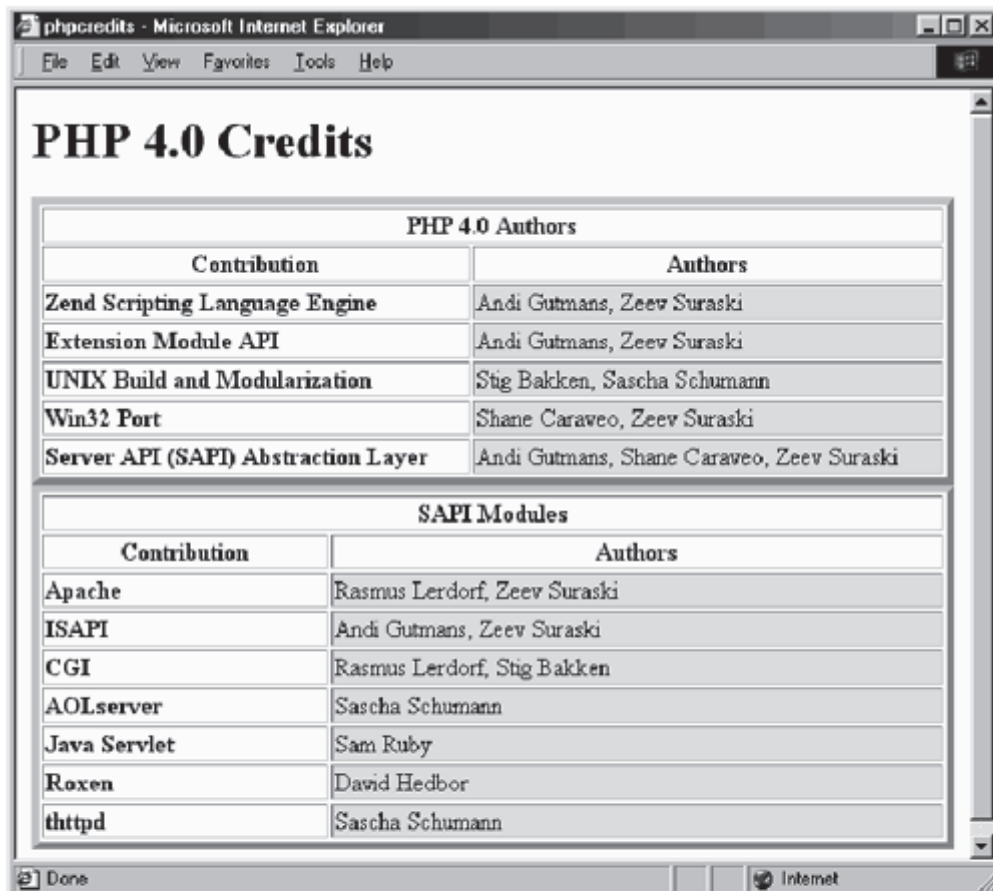 phpcredits - Microsoft Internet Explorer
File Edit View Favorites Tools Help
PHP 4.0 Credits
PHP 4.0 Authors
Contribution Authors
Zend Scripting Language Engine Andi Gutmans, Zeev Suraski
Extension Module API Andi Gutmans, Zeev Suraski
UNIX Build and Modularization Stig Bakken, Sascha Schumann
Win32 Port Shane Caraveo, Zeev Suraski
Server API (SAPI) Abstraction Layer Andi Gutmans, Shane Caraveo, Zeev Suraski
SAPI Modules
Contribution Authors
Apache Rasmus Lerdorf, Zeev Suraski
ISAPI Andi Gutmans, Zeev Suraski
CGI Rasmus Lerdorf, Stig Bakken
AOLserver Sascha Schumann
Java Servlet Sam Ruby
Roxen David Hedbor
thttpd Sascha Schumann
Done Internet